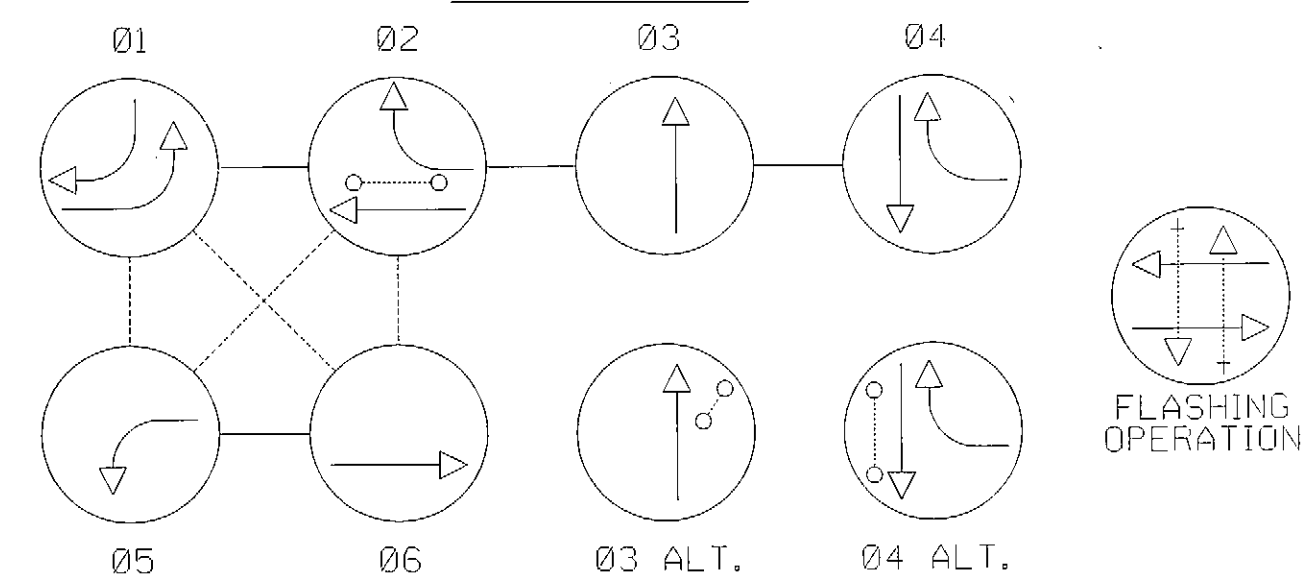 Ø1
Ø2
Ø3
Ø4
FLASHING
OPERATION
Ø5
Ø6
Ø3 ALT.
Ø4 ALT.